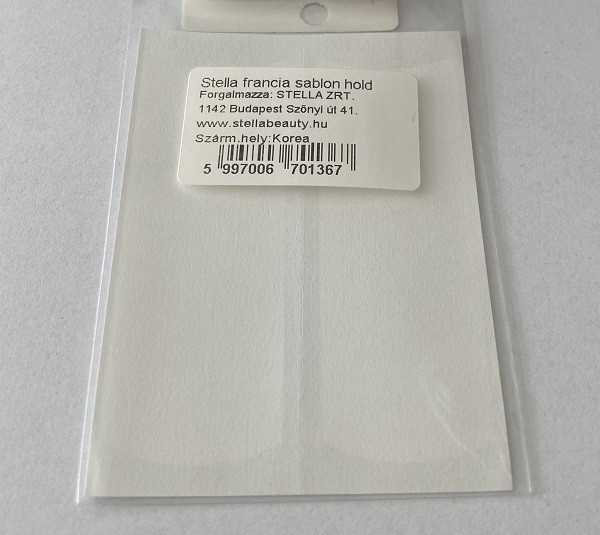 Stella francia sablon hold
Forgalmazza: STELLA ZRT.
1142 Budapest Szőnyi út 41.
www.stellabeauty.hu
Szárm.hely:Korea
5 997006 701367